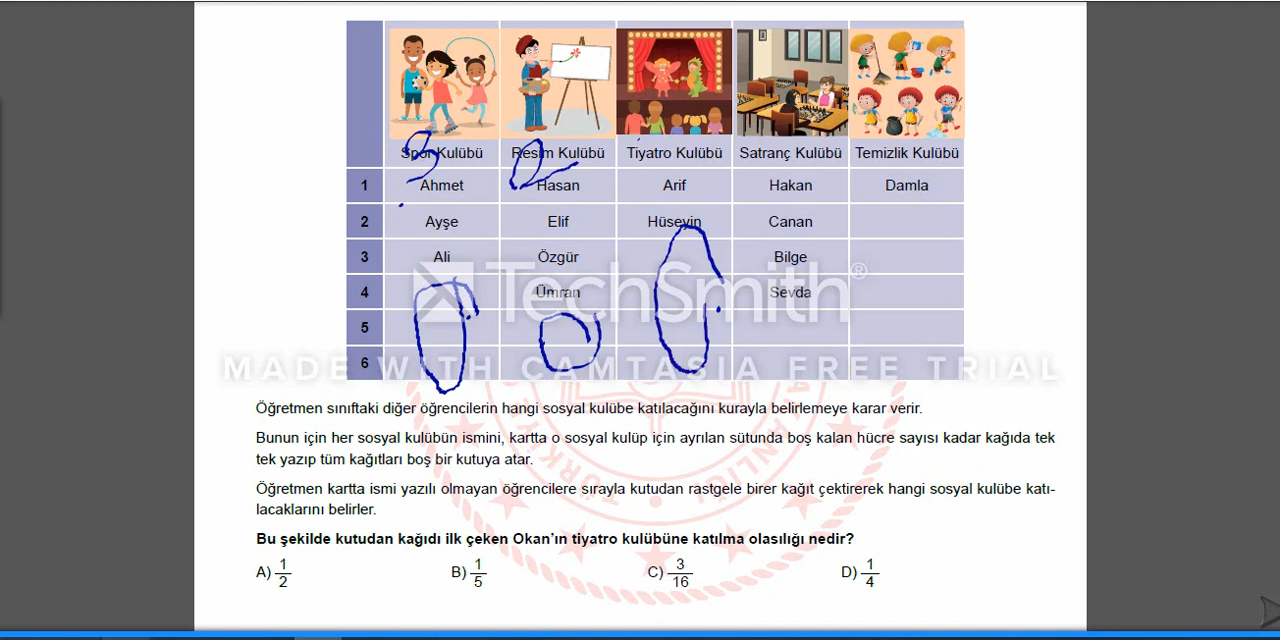 Spor Kulübü Resim Kulübü Tiyatro Kulübü Satranç Kulübü Temizlik Kulübü
3 2
1 Ahmet Hasan Arif Hakan Damla
2 Ayşe Elif Hüseyin Canan
3 Ali Özgür Bilge
4 Ümran Sevda
TechSmith®
5
6
MADE WITH CAMTASIA FREE TRIAL
Öğretmen sınıftaki diğer öğrencilerin hangi sosyal kulübe katılacağını kurayla belirlemeye karar verir.
Bunun için her sosyal kulübün ismini, kartta o sosyal kulüp için ayrılan sütunda boş kalan hücre sayısı kadar kağıda tek
tek yazıp tüm kağıtları boş bir kutuya atar.
Öğretmen kartta ismi yazılı olmayan öğrencilere sırayla kutudan rastgele birer kağıt çektirerek hangi sosyal kulübe katı-
lacaklarını belirler.
Bu şekilde kutudan kağıdı ilk çeken Okan’ın tiyatro kulübüne katılma olasılığı nedir?
A) 1/2 B) 1/5 C) 3/16 D) 1/4